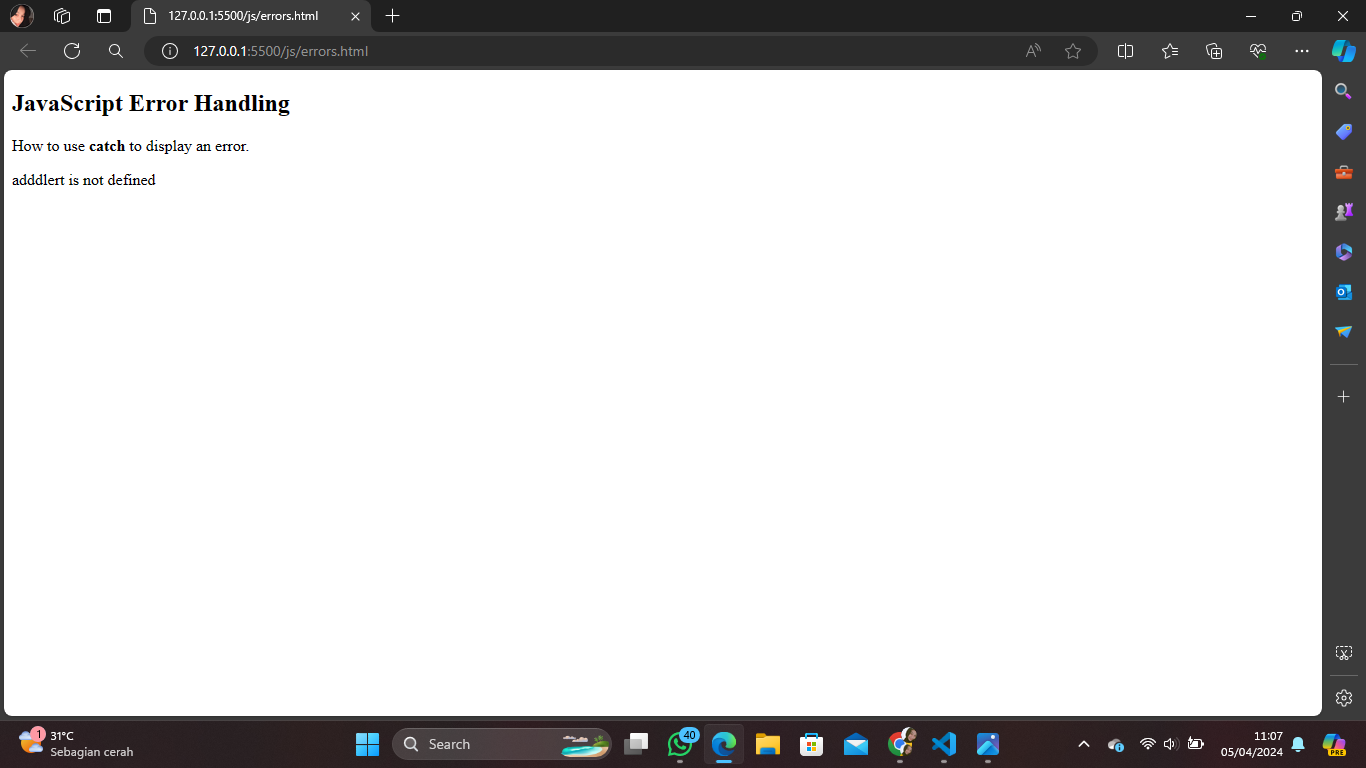 127.0.0.1:5500/js/errors.html
127.0.0.1:5500/js/errors.html
JavaScript Error Handling
How to use catch to display an error.
adddlert is not defined
1
31°C
Sebagian cerah
Search
40
11:07
05/04/2024
PRE